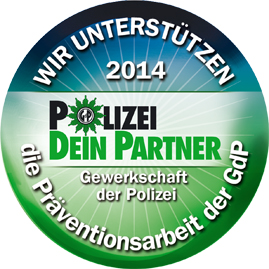 WIR UNTERSTÜTZEN
2014
POLIZEI
DEIN PARTNER
Gewerkschaft
der Polizei
die Präventionsarbeit der GdP